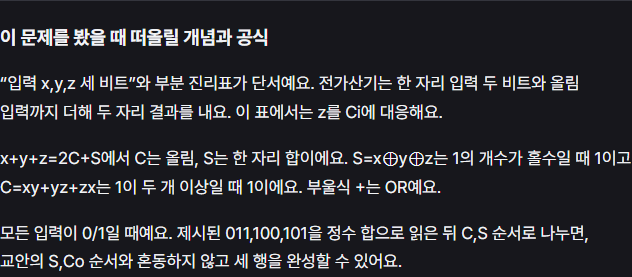 이 문제를 봤을 때 떠올릴 개념과 공식
“입력 x,y,z 세 비트”와 부분 진리표가 단서예요. 전가산기는 한 자리 입력 두 비트와 올림
입력까지 더해 두 자리 결과를 내요. 이 표에서는 z를 Ci에 대응해요.
x+y+z=2C+S에서 C는 올림, S는 한 자리 합이에요. S=x⊕y⊕z는 1의 개수가 홀수일 때 1이고
C=xy+yz+zx는 1이 두 개 이상일 때 1이에요. 부울식 +는 OR예요.
모든 입력이 0/1일 때예요. 제시된 011,100,101을 정수 합으로 읽은 뒤 C,S 순서로 나누면,
교안의 S,Co 순서와 혼동하지 않고 세 행을 완성할 수 있어요.